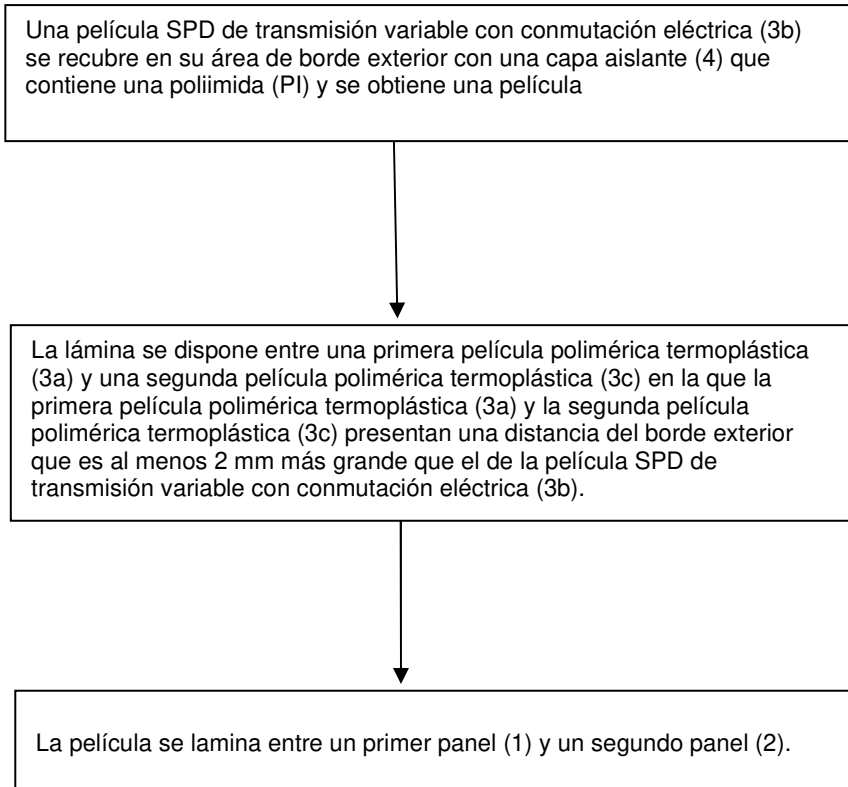 Una película SPD de transmisión variable con conmutación eléctrica (3b)
se recubre en su área de borde exterior con una capa aislante (4) que
contiene una poliimida (PI) y se obtiene una película
La lámina se dispone entre una primera película polimérica termoplástica
(3a) y una segunda película polimérica termoplástica (3c) en la que la
primera película polimérica termoplástica (3a) y la segunda película
polimérica termoplástica (3c) presentan una distancia del borde exterior
que es al menos 2 mm más grande que el de la película SPD de
transmisión variable con conmutación eléctrica (3b).
La película se lamina entre un primer panel (1) y un segundo panel (2).